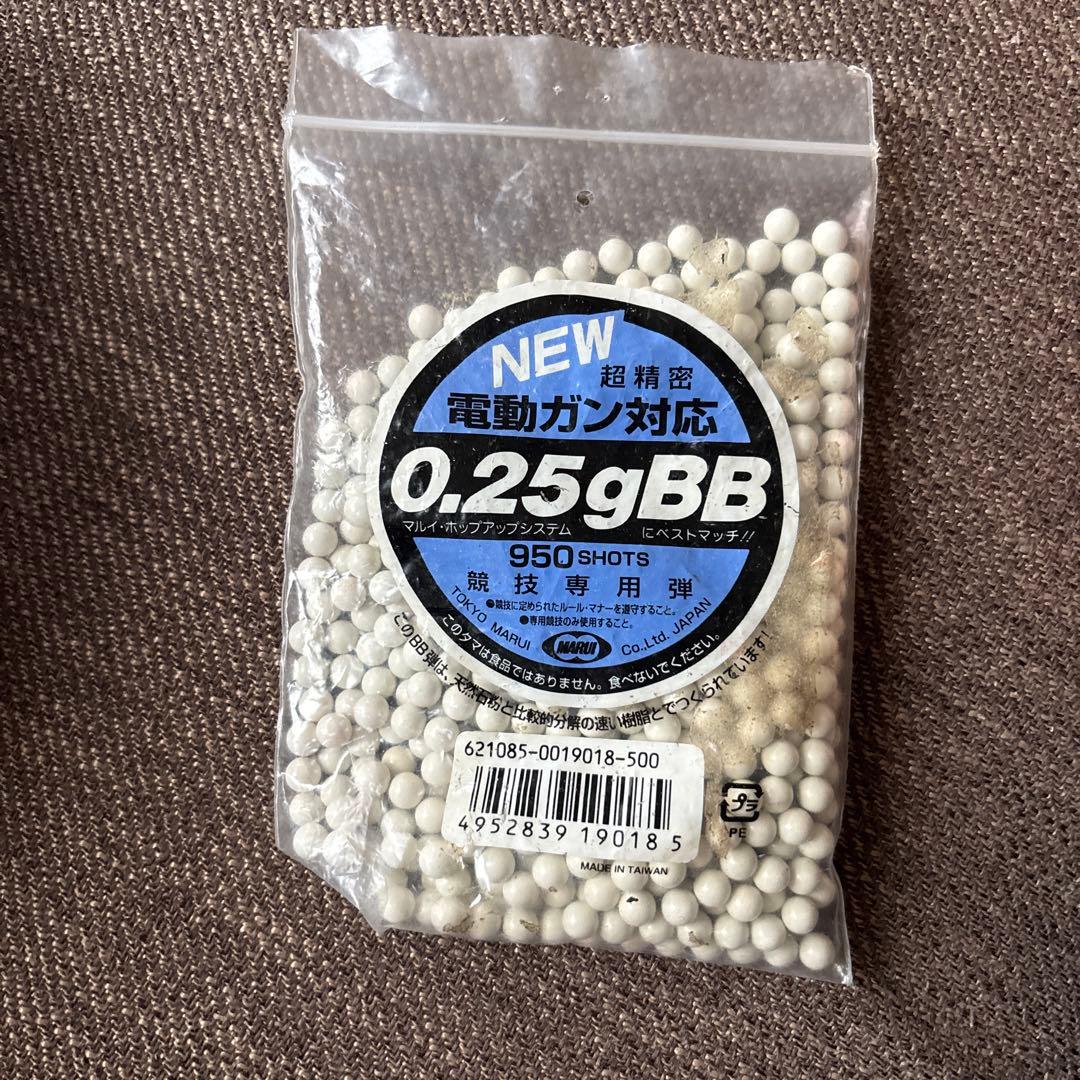 NEW
超精密
電動ガン対応
0.25gBB
マルイ・ホップアップシステム にベストマッチ!!
950 SHOTS
競技専用弾
●競技に定められたルール・マナーを遵守すること。
●専用競技のみ使用すること。
TOKYO MARUI MARUI Co.,Ltd. JAPAN
このタマは食品ではありません。食べないでください。
このBB弾は、天然石粉と比較的分解の速い樹脂とでつくられています!
621085-0019018-500
4952839 19018 5
プラ
PE
MADE IN TAIWAN